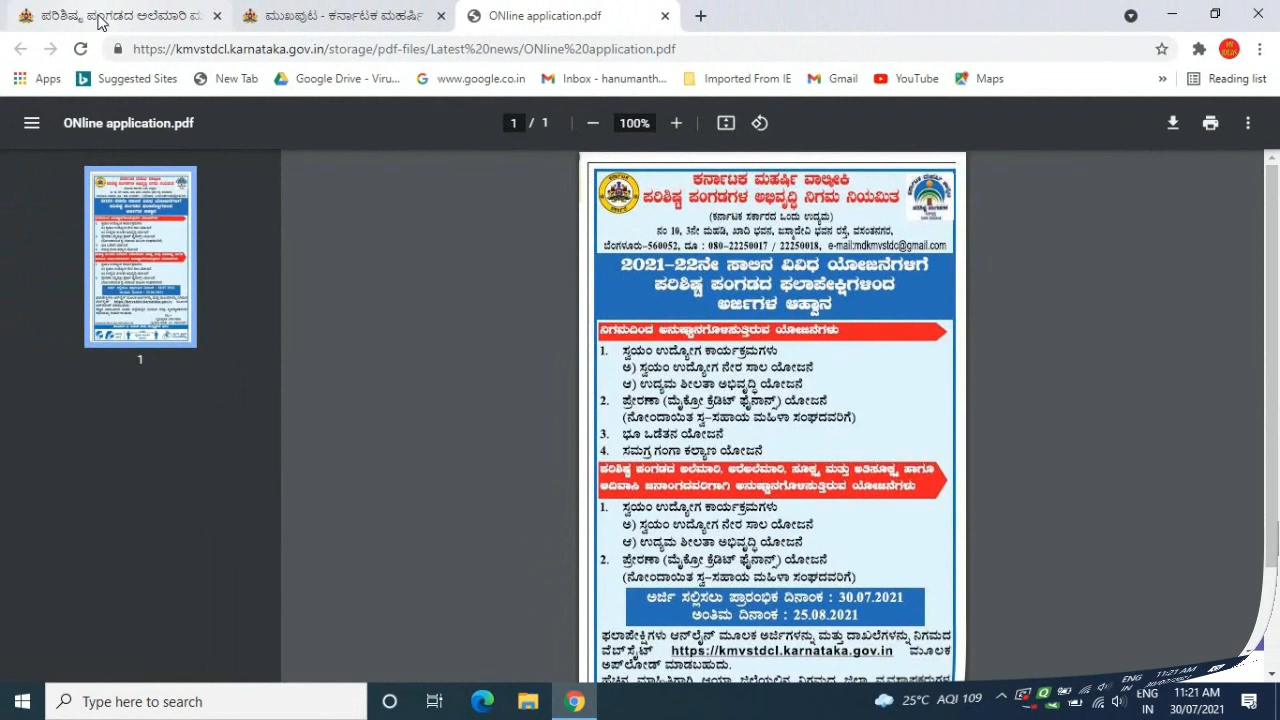 ಪರಿಶಿಷ್ಟ ಪಂಗಡದ ಅಲೆಮಾರಿ
ಮುಖಪುಟ - ಕರ್ನಾಟಕ ಮಹರ್ಷಿ
ONline application.pdf
https://kmvstdcl.karnataka.gov.in/storage/pdf-files/Latest%20news/ONline%20application.pdf
Apps
Suggested Sites
New Tab
Google Drive - Viru...
www.google.co.in
Inbox - hanumanth...
Imported From IE
Gmail
YouTube
Maps
»
Reading list
ONline application.pdf
1 / 1
100%
1
ಕರ್ನಾಟಕ ಮಹರ್ಷಿ ವಾಲ್ಮೀಕಿ
ಪರಿಶಿಷ್ಟ ಪಂಗಡಗಳ ಅಭಿವೃದ್ಧಿ ನಿಗಮ ನಿಯಮಿತ
(ಕರ್ನಾಟಕ ಸರ್ಕಾರದ ಒಂದು ಉದ್ಯಮ)
ನಂ 10, 3ನೇ ಮಹಡಿ, ಖಾದಿ ಭವನ, ಜಸ್ಮಾದೇವಿ ಭವನ ರಸ್ತೆ, ವಸಂತನಗರ,
ಬೆಂಗಳೂರು-560052, ದೂ : 080-22250017 / 22250018, e-mail:mdkmvstdc@gmail.com
2021-22ನೇ ಸಾಲಿನ ವಿವಿಧ ಯೋಜನೆಗಳಿಗೆ
ಪರಿಶಿಷ್ಟ ಪಂಗಡದ ಫಲಾಪೇಕ್ಷಿಗಳಿಂದ
ಅರ್ಜಿಗಳ ಆಹ್ವಾನ
ನಿಗಮದಿಂದ ಅನುಷ್ಠಾನಗೊಳಿಸುತ್ತಿರುವ ಯೋಜನೆಗಳು
1. ಸ್ವಯಂ ಉದ್ಯೋಗ ಕಾರ್ಯಕ್ರಮಗಳು
ಅ) ಸ್ವಯಂ ಉದ್ಯೋಗ ನೇರ ಸಾಲ ಯೋಜನೆ
ಆ) ಉದ್ಯಮ ಶೀಲತಾ ಅಭಿವೃದ್ಧಿ ಯೋಜನೆ
2. ಪ್ರೇರಣಾ (ಮೈಕ್ರೋ ಕ್ರೆಡಿಟ್ ಫೈನಾನ್ಸ್) ಯೋಜನೆ
(ನೋಂದಾಯಿತ ಸ್ವ-ಸಹಾಯ ಮಹಿಳಾ ಸಂಘದವರಿಗೆ)
3. ಭೂ ಒಡೆತನ ಯೋಜನೆ
4. ಸಮಗ್ರ ಗಂಗಾ ಕಲ್ಯಾಣ ಯೋಜನೆ
ಪರಿಶಿಷ್ಟ ಪಂಗಡದ ಅಲೆಮಾರಿ, ಅರೆಅಲೆಮಾರಿ, ಸೂಕ್ಷ್ಮ ಮತ್ತು ಅತಿಸೂಕ್ಷ್ಮ ಹಾಗೂ
ಆದಿವಾಸಿ ಜನಾಂಗದವರಿಗಾಗಿ ಅನುಷ್ಠಾನಗೊಳಿಸುತ್ತಿರುವ ಯೋಜನೆಗಳು
1. ಸ್ವಯಂ ಉದ್ಯೋಗ ಕಾರ್ಯಕ್ರಮಗಳು
ಅ) ಸ್ವಯಂ ಉದ್ಯೋಗ ನೇರ ಸಾಲ ಯೋಜನೆ
ಆ) ಉದ್ಯಮ ಶೀಲತಾ ಅಭಿವೃದ್ಧಿ ಯೋಜನೆ
2. ಪ್ರೇರಣಾ (ಮೈಕ್ರೋ ಕ್ರೆಡಿಟ್ ಫೈನಾನ್ಸ್) ಯೋಜನೆ
(ನೋಂದಾಯಿತ ಸ್ವ-ಸಹಾಯ ಮಹಿಳಾ ಸಂಘದವರಿಗೆ)
ಅರ್ಜಿ ಸಲ್ಲಿಸಲು ಪ್ರಾರಂಭಿಕ ದಿನಾಂಕ : 30.07.2021
ಅಂತಿಮ ದಿನಾಂಕ : 25.08.2021
ಫಲಾಪೇಕ್ಷಿಗಳು ಆನ್‌ಲೈನ್ ಮೂಲಕ ಅರ್ಜಿಗಳನ್ನು ಮತ್ತು ದಾಖಲೆಗಳನ್ನು ನಿಗಮದ
ವೆಬ್‌ಸೈಟ್ https://kmvstdcl.karnataka.gov.in ಮೂಲಕ
ಅಪ್‌ಲೋಡ್ ಮಾಡಬಹುದು.
Type here to search
25°C AQI 109
ENG
IN
11:21 AM
30/07/2021